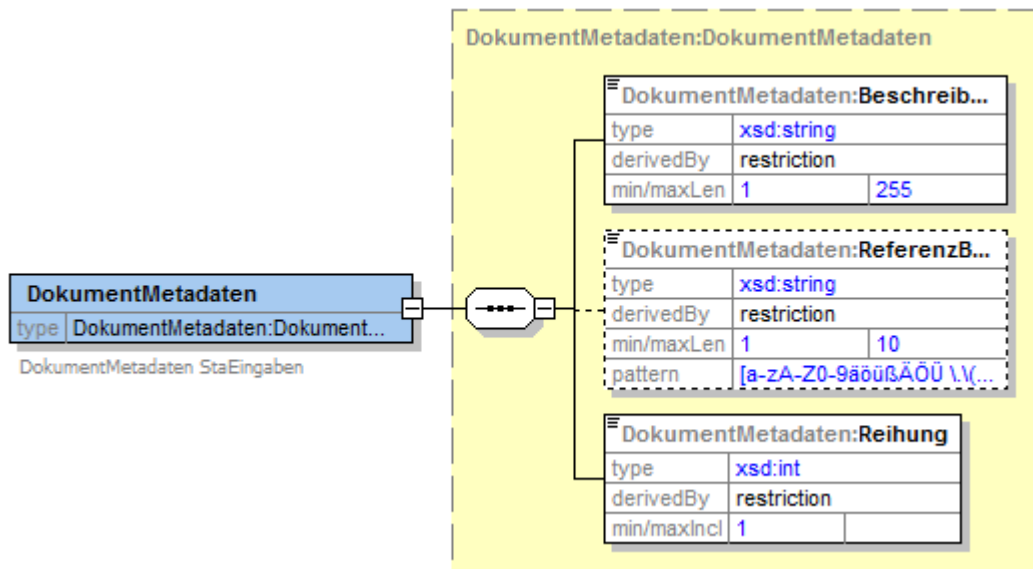 DokumentMetadaten:DokumentMetadaten
DokumentMetadaten:Beschreib...
type xsd:string
derivedBy restriction
min/maxLen 1 255
DokumentMetadaten:ReferenzB...
type xsd:string
derivedBy restriction
min/maxLen 1 10
pattern [a-zA-Z0-9äöüßÄÖÜ \.\(...
DokumentMetadaten
type DokumentMetadaten:Dokument...
DokumentMetadaten StaEingaben
DokumentMetadaten:Reihung
type xsd:int
derivedBy restriction
min/maxIncl 1